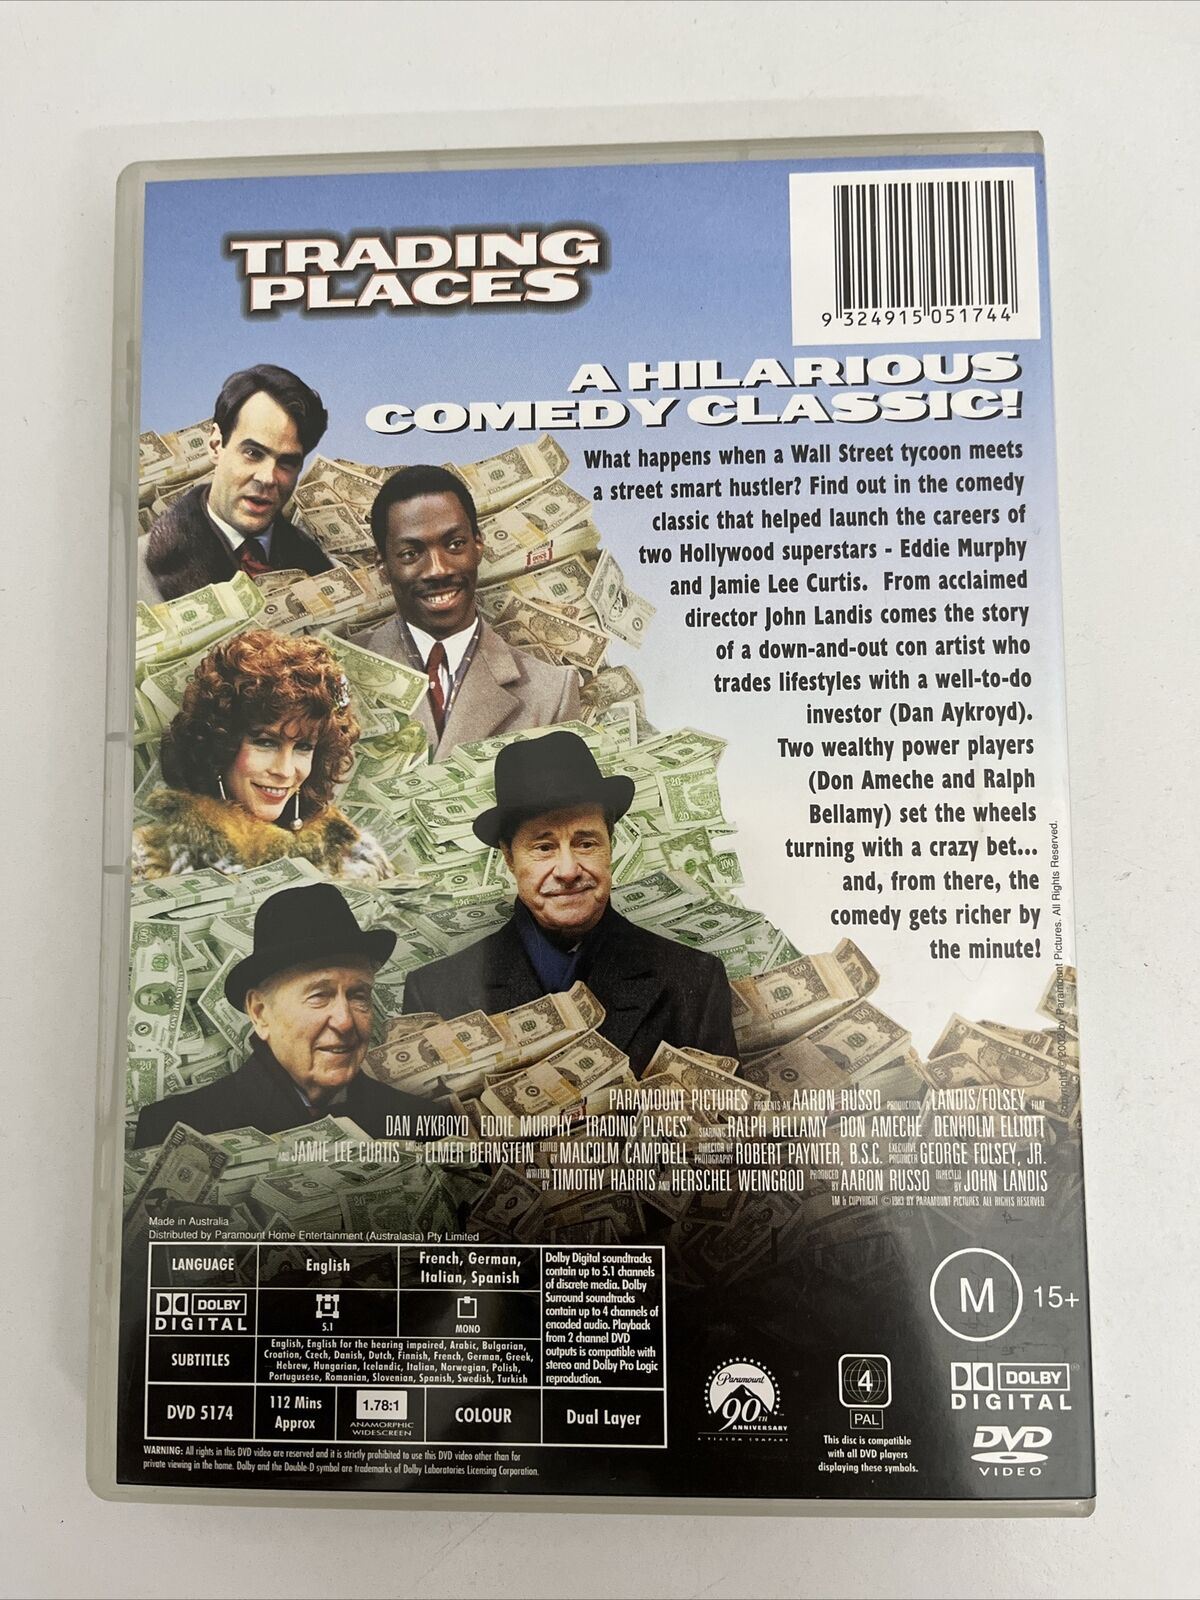 TRADING
PLACES
9 324915 051744
A HILARIOUS
COMEDY CLASSIC!
What happens when a Wall Street tycoon meets
a street smart hustler? Find out in the comedy
classic that helped launch the careers of
two Hollywood superstars - Eddie Murphy
and Jamie Lee Curtis. From acclaimed
director John Landis comes the story
of a down-and-out con artist who
trades lifestyles with a well-to-do
investor (Dan Aykroyd).
Two wealthy power players
(Don Ameche and Ralph
Bellamy) set the wheels
turning with a crazy bet...
and, from there, the
comedy gets richer by
the minute!
by Paramount Pictures. All Rights Reserved.
PARAMOUNT PICTURES PRESENTS AN AARON RUSSO PRODUCTION A LANDIS/FOLSEY FILM
DAN AYKROYD EDDIE MURPHY "TRADING PLACES" STARRING RALPH BELLAMY DON AMECHE DENHOLM ELLIOTT
AND JAMIE LEE CURTIS MUSIC BY ELMER BERNSTEIN EDITED BY MALCOLM CAMPBELL DIRECTOR OF PHOTOGRAPHY ROBERT PAYNTER, B.S.C. EXECUTIVE PRODUCER GEORGE FOLSEY, JR.
WRITTEN BY TIMOTHY HARRIS AND HERSCHEL WEINGROD PRODUCED BY AARON RUSSO DIRECTED BY JOHN LANDIS
TM & COPYRIGHT © 1983 BY PARAMOUNT PICTURES. ALL RIGHTS RESERVED.
Made in Australia
Distributed by Paramount Home Entertainment (Australasia) Pty Limited
LANGUAGE
English
French, German,
Italian, Spanish
DOLBY
DIGITAL
5.1
MONO
Dolby Digital soundtracks
contain up to 5.1 channels
of discrete media. Dolby
Surround soundtracks
contain up to 4 channels of
encoded audio. Playback
from 2 channel DVD
outputs is compatible with
stereo and Dolby Pro Logic
reproduction.
SUBTITLES
English, English for the hearing impaired, Arabic, Bulgarian,
Croation, Czech, Danish, Dutch, Finnish, French, German, Greek,
Hebrew, Hungarian, Icelandic, Italian, Norwegian, Polish,
Portugusese, Romanian, Slovenian, Spanish, Swedish, Turkish
DVD 5174
112 Mins
Approx
1.78:1
ANAMORPHIC
WIDESCREEN
COLOUR
Dual Layer
WARNING: All rights in this DVD video are reserved and it is strictly prohibited to use this DVD video other than for
private viewing in the home. Dolby and the Double-D symbol are trademarks of Dolby Laboratories Licensing Corporation.
Paramount
90TH
ANNIVERSARY
A VIACOM COMPANY
4
PAL
This disc is compatible
with all DVD players
displaying these symbols.
M 15+
DOLBY
DIGITAL
DVD
VIDEO